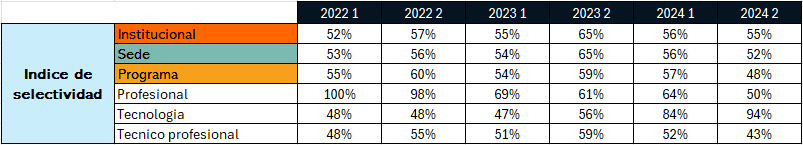 2022 1 2022 2 2023 1 2023 2 2024 1 2024 2
Indice de selectividad
Institucional 52% 57% 55% 65% 56% 55%
Sede 53% 56% 54% 65% 56% 52%
Programa 55% 60% 54% 59% 57% 48%
Profesional 100% 98% 69% 61% 64% 50%
Tecnologia 48% 48% 47% 56% 84% 94%
Tecnico profesional 48% 55% 51% 59% 52% 43%